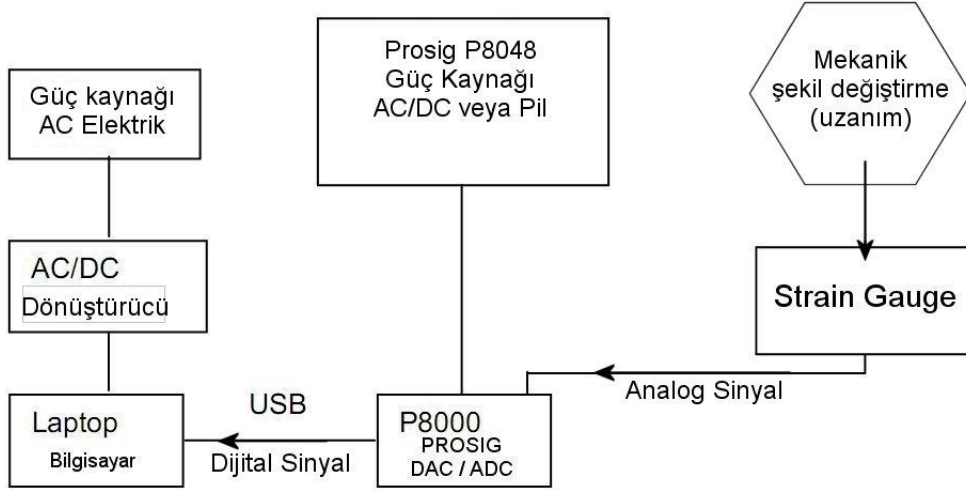 Güç kaynağı
AC Elektrik
Prosig P8048
Güç Kaynağı
AC/DC veya Pil
Mekanik
şekil değiştirme
(uzanım)
AC/DC
Dönüştürücü
Strain Gauge
Analog Sinyal
Laptop
Bilgisayar
USB
Dijital Sinyal
P8000
PROSIG
DAC / ADC